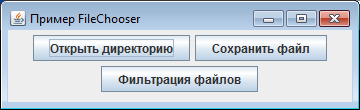 Пример FileChooser
Открыть директорию Сохранить файл
Фильтрация файлов